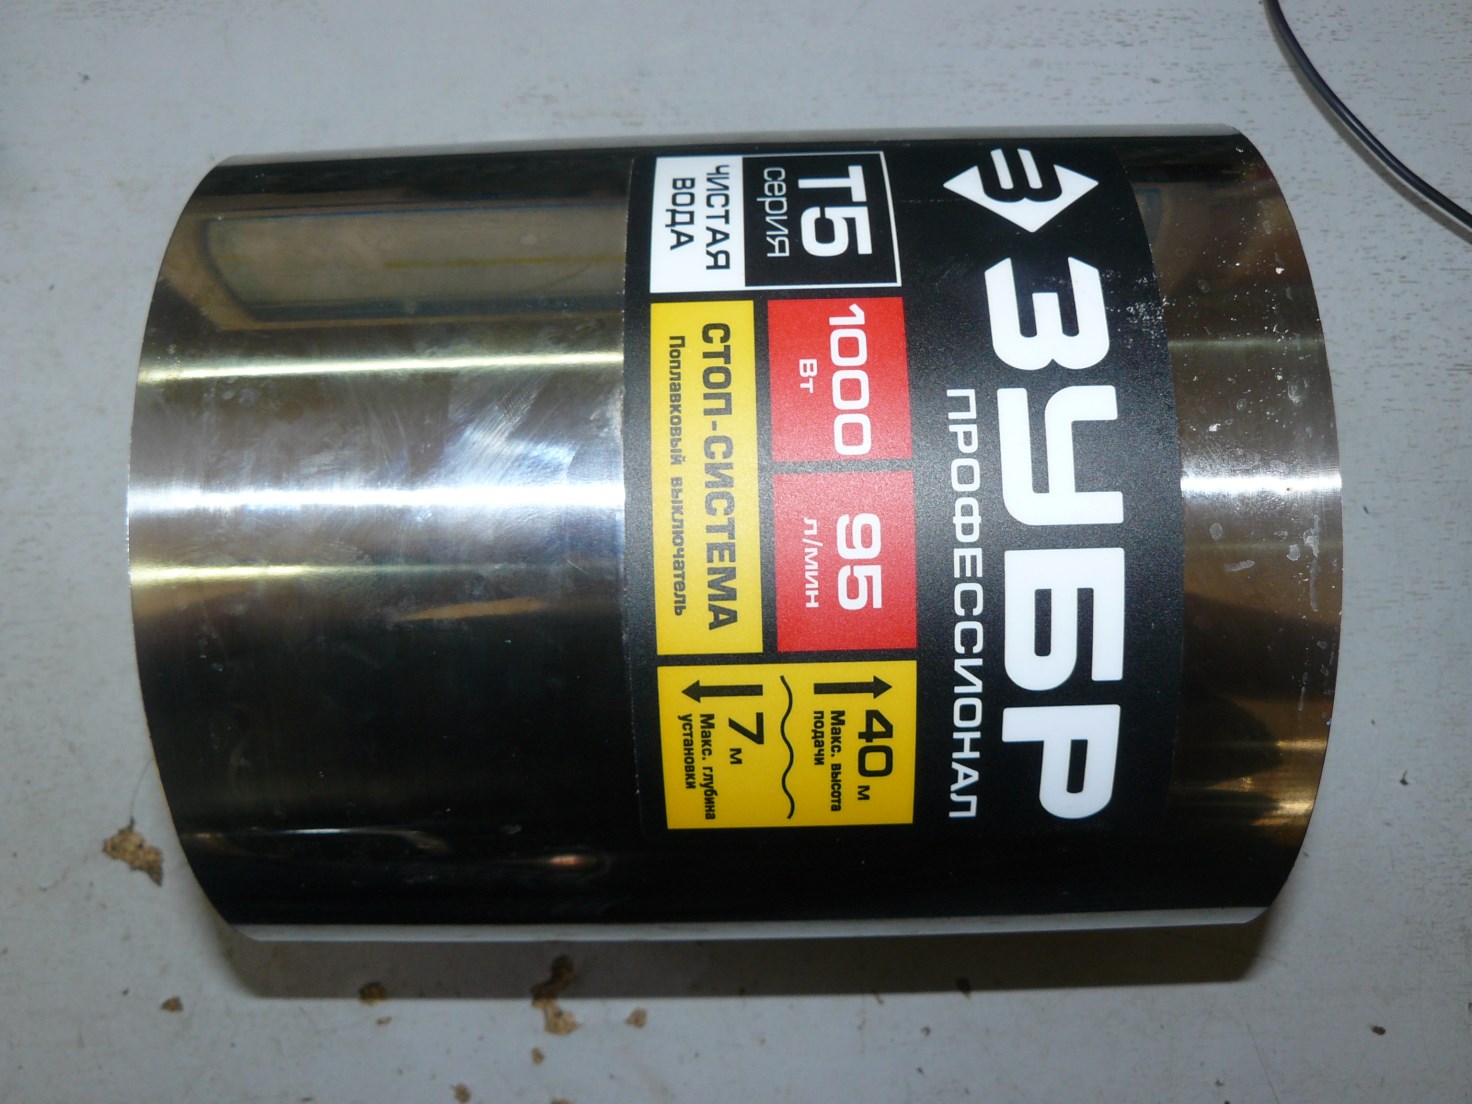 ЗУБР
ПРОФЕССИОНАЛ
Т5
серия
ЧИСТАЯ
ВОДА
1000
Вт
95
л/мин
СТОП-СИСТЕМА
Поплавковый выключатель
40 м
Макс. высота
подачи
7 м
Макс. глубина
установки